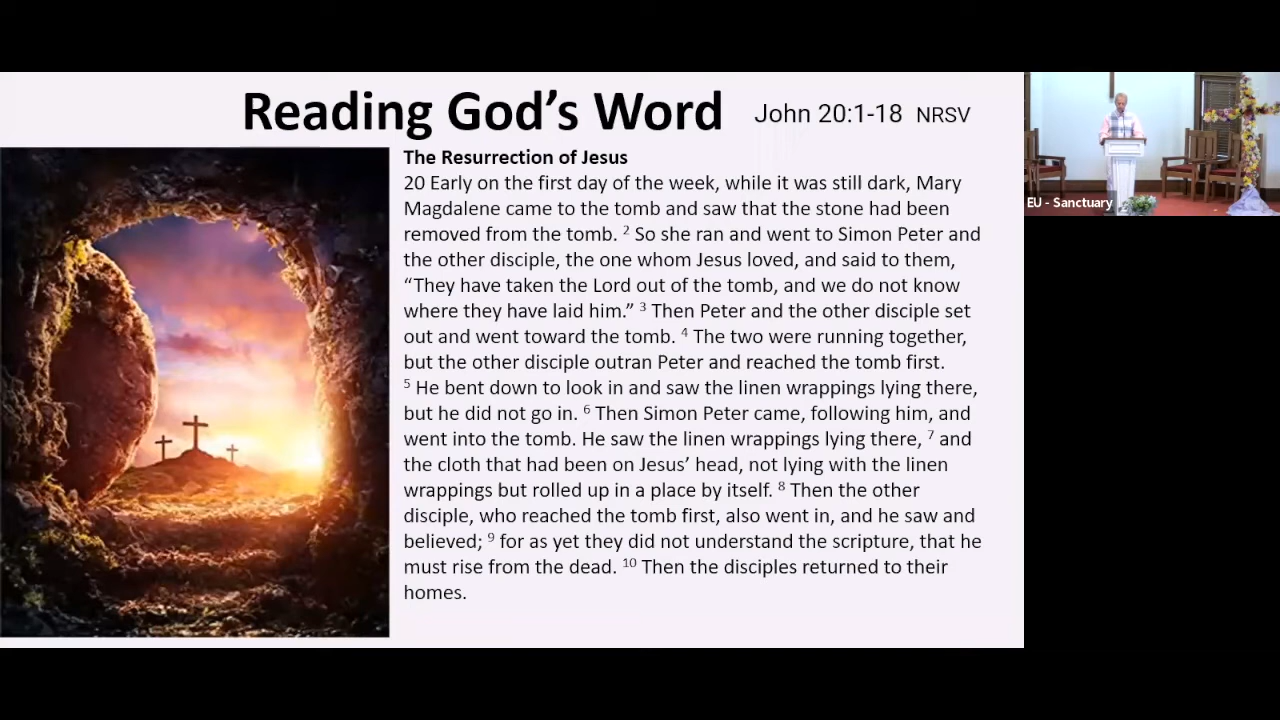 Reading God’s Word John 20:1-18 NRSV
The Resurrection of Jesus
20 Early on the first day of the week, while it was still dark, Mary
Magdalene came to the tomb and saw that the stone had been
removed from the tomb. ² So she ran and went to Simon Peter and
the other disciple, the one whom Jesus loved, and said to them,
“They have taken the Lord out of the tomb, and we do not know
where they have laid him.” ³ Then Peter and the other disciple set
out and went toward the tomb. ⁴ The two were running together,
but the other disciple outran Peter and reached the tomb first.
⁵ He bent down to look in and saw the linen wrappings lying there,
but he did not go in. ⁶ Then Simon Peter came, following him, and
went into the tomb. He saw the linen wrappings lying there, ⁷ and
the cloth that had been on Jesus’ head, not lying with the linen
wrappings but rolled up in a place by itself. ⁸ Then the other
disciple, who reached the tomb first, also went in, and he saw and
believed; ⁹ for as yet they did not understand the scripture, that he
must rise from the dead. ¹⁰ Then the disciples returned to their
homes.
EU - Sanctuary